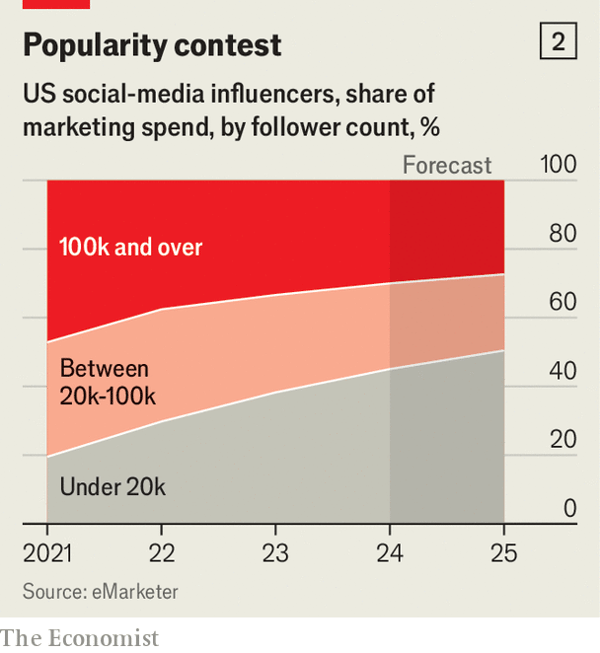 Popularity contest
2
US social-media influencers, share of
marketing spend, by follower count, %
Forecast
100
80
60
40
20
0
100k and over
Between
20k-100k
Under 20k
2021 22 23 24 25
Source: eMarketer
The Economist